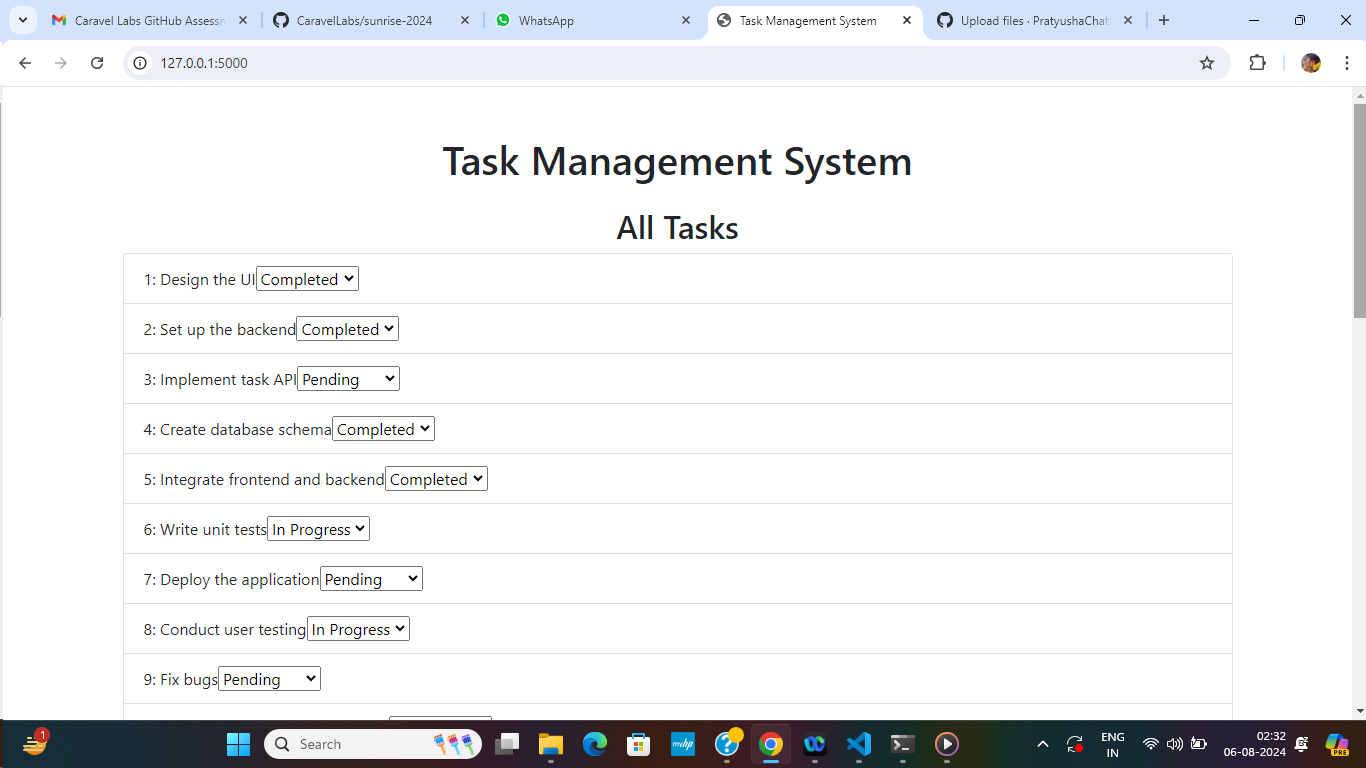 Caravel Labs GitHub Assessm
CaravelLabs/sunrise-2024
WhatsApp
Task Management System
Upload files · PratyushaChat
127.0.0.1:5000
Task Management System
All Tasks
1: Design the UI Completed
2: Set up the backend Completed
3: Implement task API Pending
4: Create database schema Completed
5: Integrate frontend and backend Completed
6: Write unit tests In Progress
7: Deploy the application Pending
8: Conduct user testing In Progress
9: Fix bugs Pending
1
Search
myhp
ENG
IN
02:32
06-08-2024
PRE